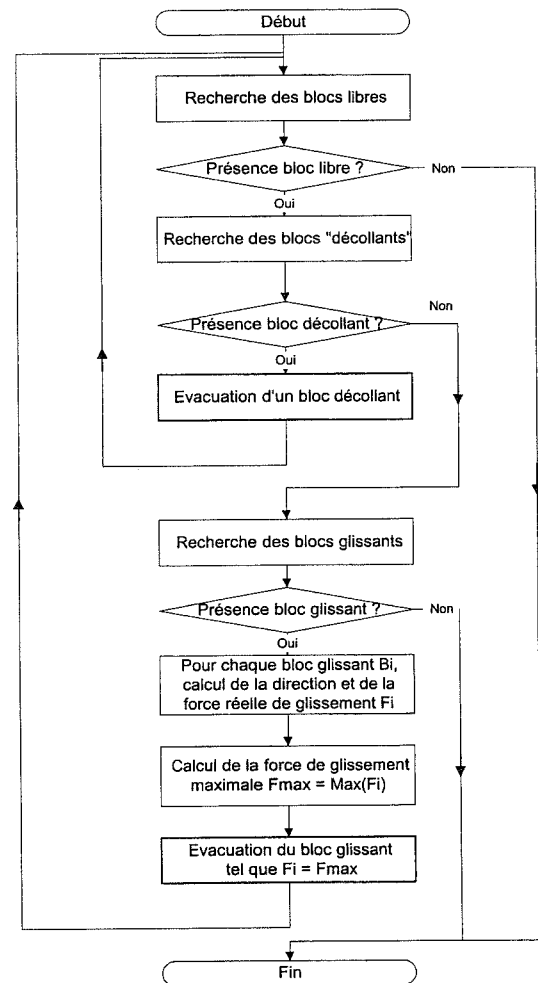 Début
Recherche des blocs libres
Présence bloc libre ?
Non
Oui
Recherche des blocs "décollants"
Non
Présence bloc décollant ?
Oui
Evacuation d'un bloc décollant
Recherche des blocs glissants
Présence bloc glissant ?
Non
Oui
Pour chaque bloc glissant Bi,
calcul de la direction et de la
force réelle de glissement Fi
Calcul de la force de glissement
maximale Fmax = Max(Fi)
Evacuation du bloc glissant
tel que Fi = Fmax
Fin